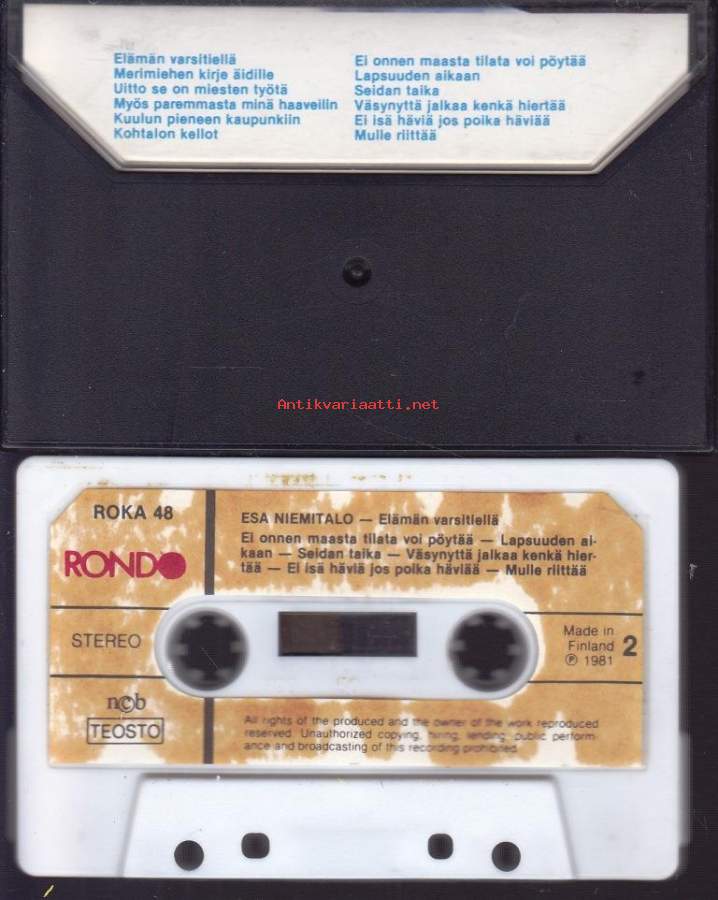 Elämän varsitiellä
Merimiehen kirje äidille
Uitto se on miesten työtä
Myös paremmasta minä haaveilin
Kuulun pieneen kaupunkiin
Kohtalon kellot
Ei onnen maasta tilata voi pöytää
Lapsuuden aikaan
Seidan taika
Väsynyttä jalkaa kenkä hiertää
Ei isä häviä jos poika häviää
Mulle riittää
Antikvariaatti.net
ROKA 48
RONDO
ESA NIEMITALO — Elämän varsitiellä
Ei onnen maasta tilata voi pöytää — Lapsuuden ai-
kaan — Seidan taika — Väsynyttä jalkaa kenkä hier-
tää — Ei isä häviä jos poika häviää — Mulle riittää
STEREO
Made in
Finland
℗ 1981
2
ncb
TEOSTO
All rights of the produced and the owner of the work reproduced
reserved. Unauthorized copying, hiring, lending, public perform-
ance and broadcasting of this recording prohibited.